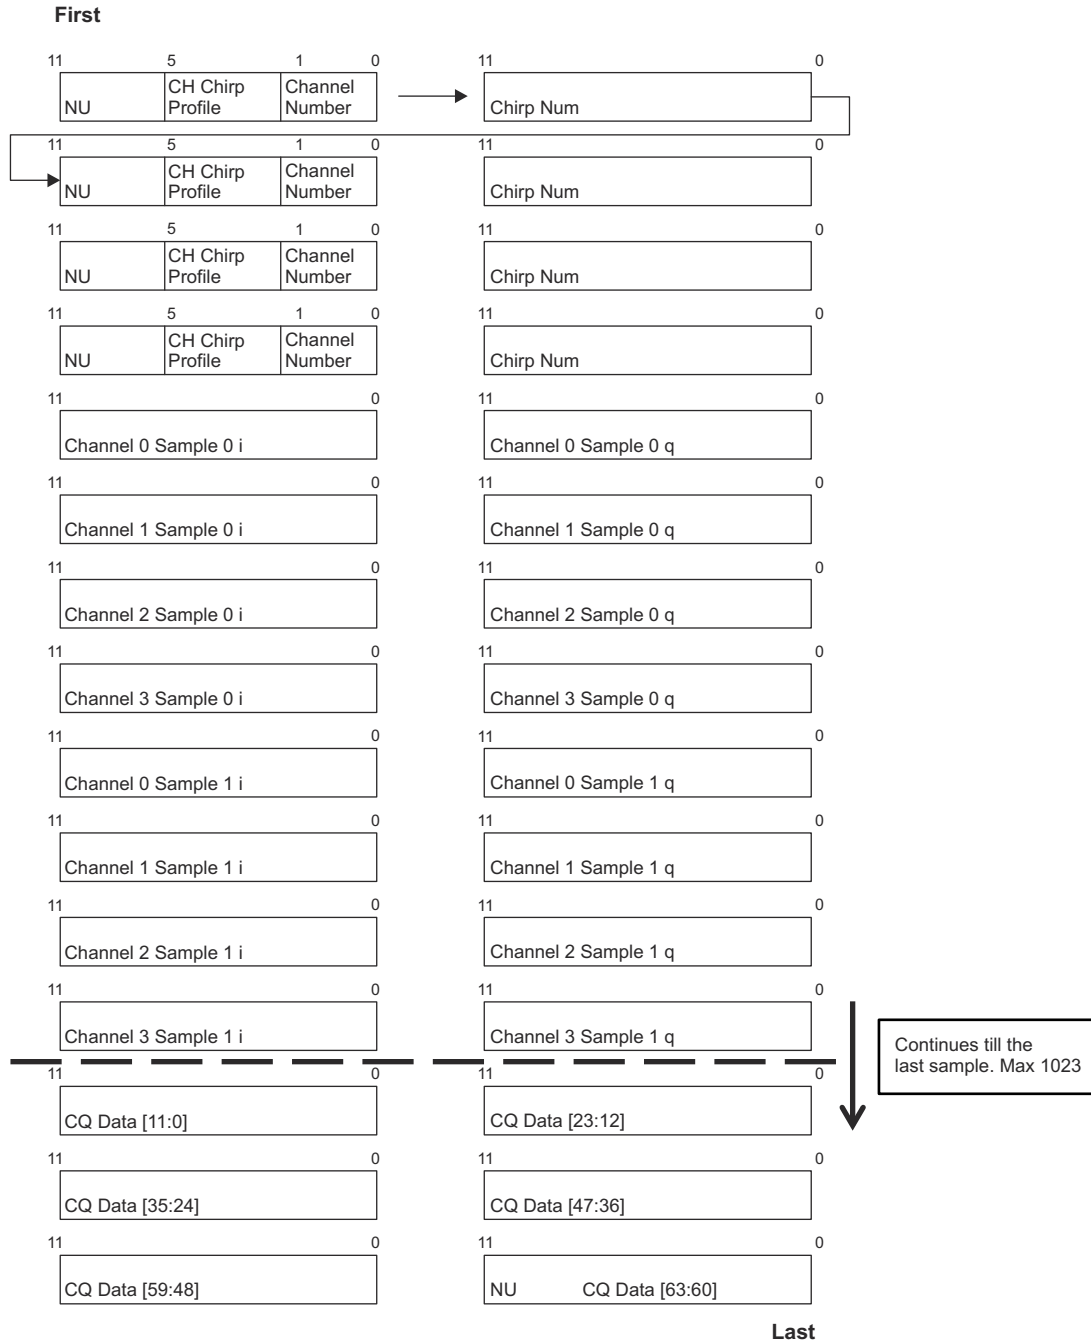 First
11 5 1 0 11 0
NU CH Chirp Profile Channel Number Chirp Num
11 5 1 0 11 0
NU CH Chirp Profile Channel Number Chirp Num
11 5 1 0 11 0
NU CH Chirp Profile Channel Number Chirp Num
11 5 1 0 11 0
NU CH Chirp Profile Channel Number Chirp Num
11 0 11 0
Channel 0 Sample 0 i Channel 0 Sample 0 q
11 0 11 0
Channel 1 Sample 0 i Channel 1 Sample 0 q
11 0 11 0
Channel 2 Sample 0 i Channel 2 Sample 0 q
11 0 11 0
Channel 3 Sample 0 i Channel 3 Sample 0 q
11 0 11 0
Channel 0 Sample 1 i Channel 0 Sample 1 q
11 0 11 0
Channel 1 Sample 1 i Channel 1 Sample 1 q
11 0 11 0
Channel 2 Sample 1 i Channel 2 Sample 1 q
11 0 11 0
Channel 3 Sample 1 i Channel 3 Sample 1 q
Continues till the
last sample. Max 1023
11 0 11 0
CQ Data [11:0] CQ Data [23:12]
11 0 11 0
CQ Data [35:24] CQ Data [47:36]
11 0 11 0
CQ Data [59:48] NU CQ Data [63:60]
Last